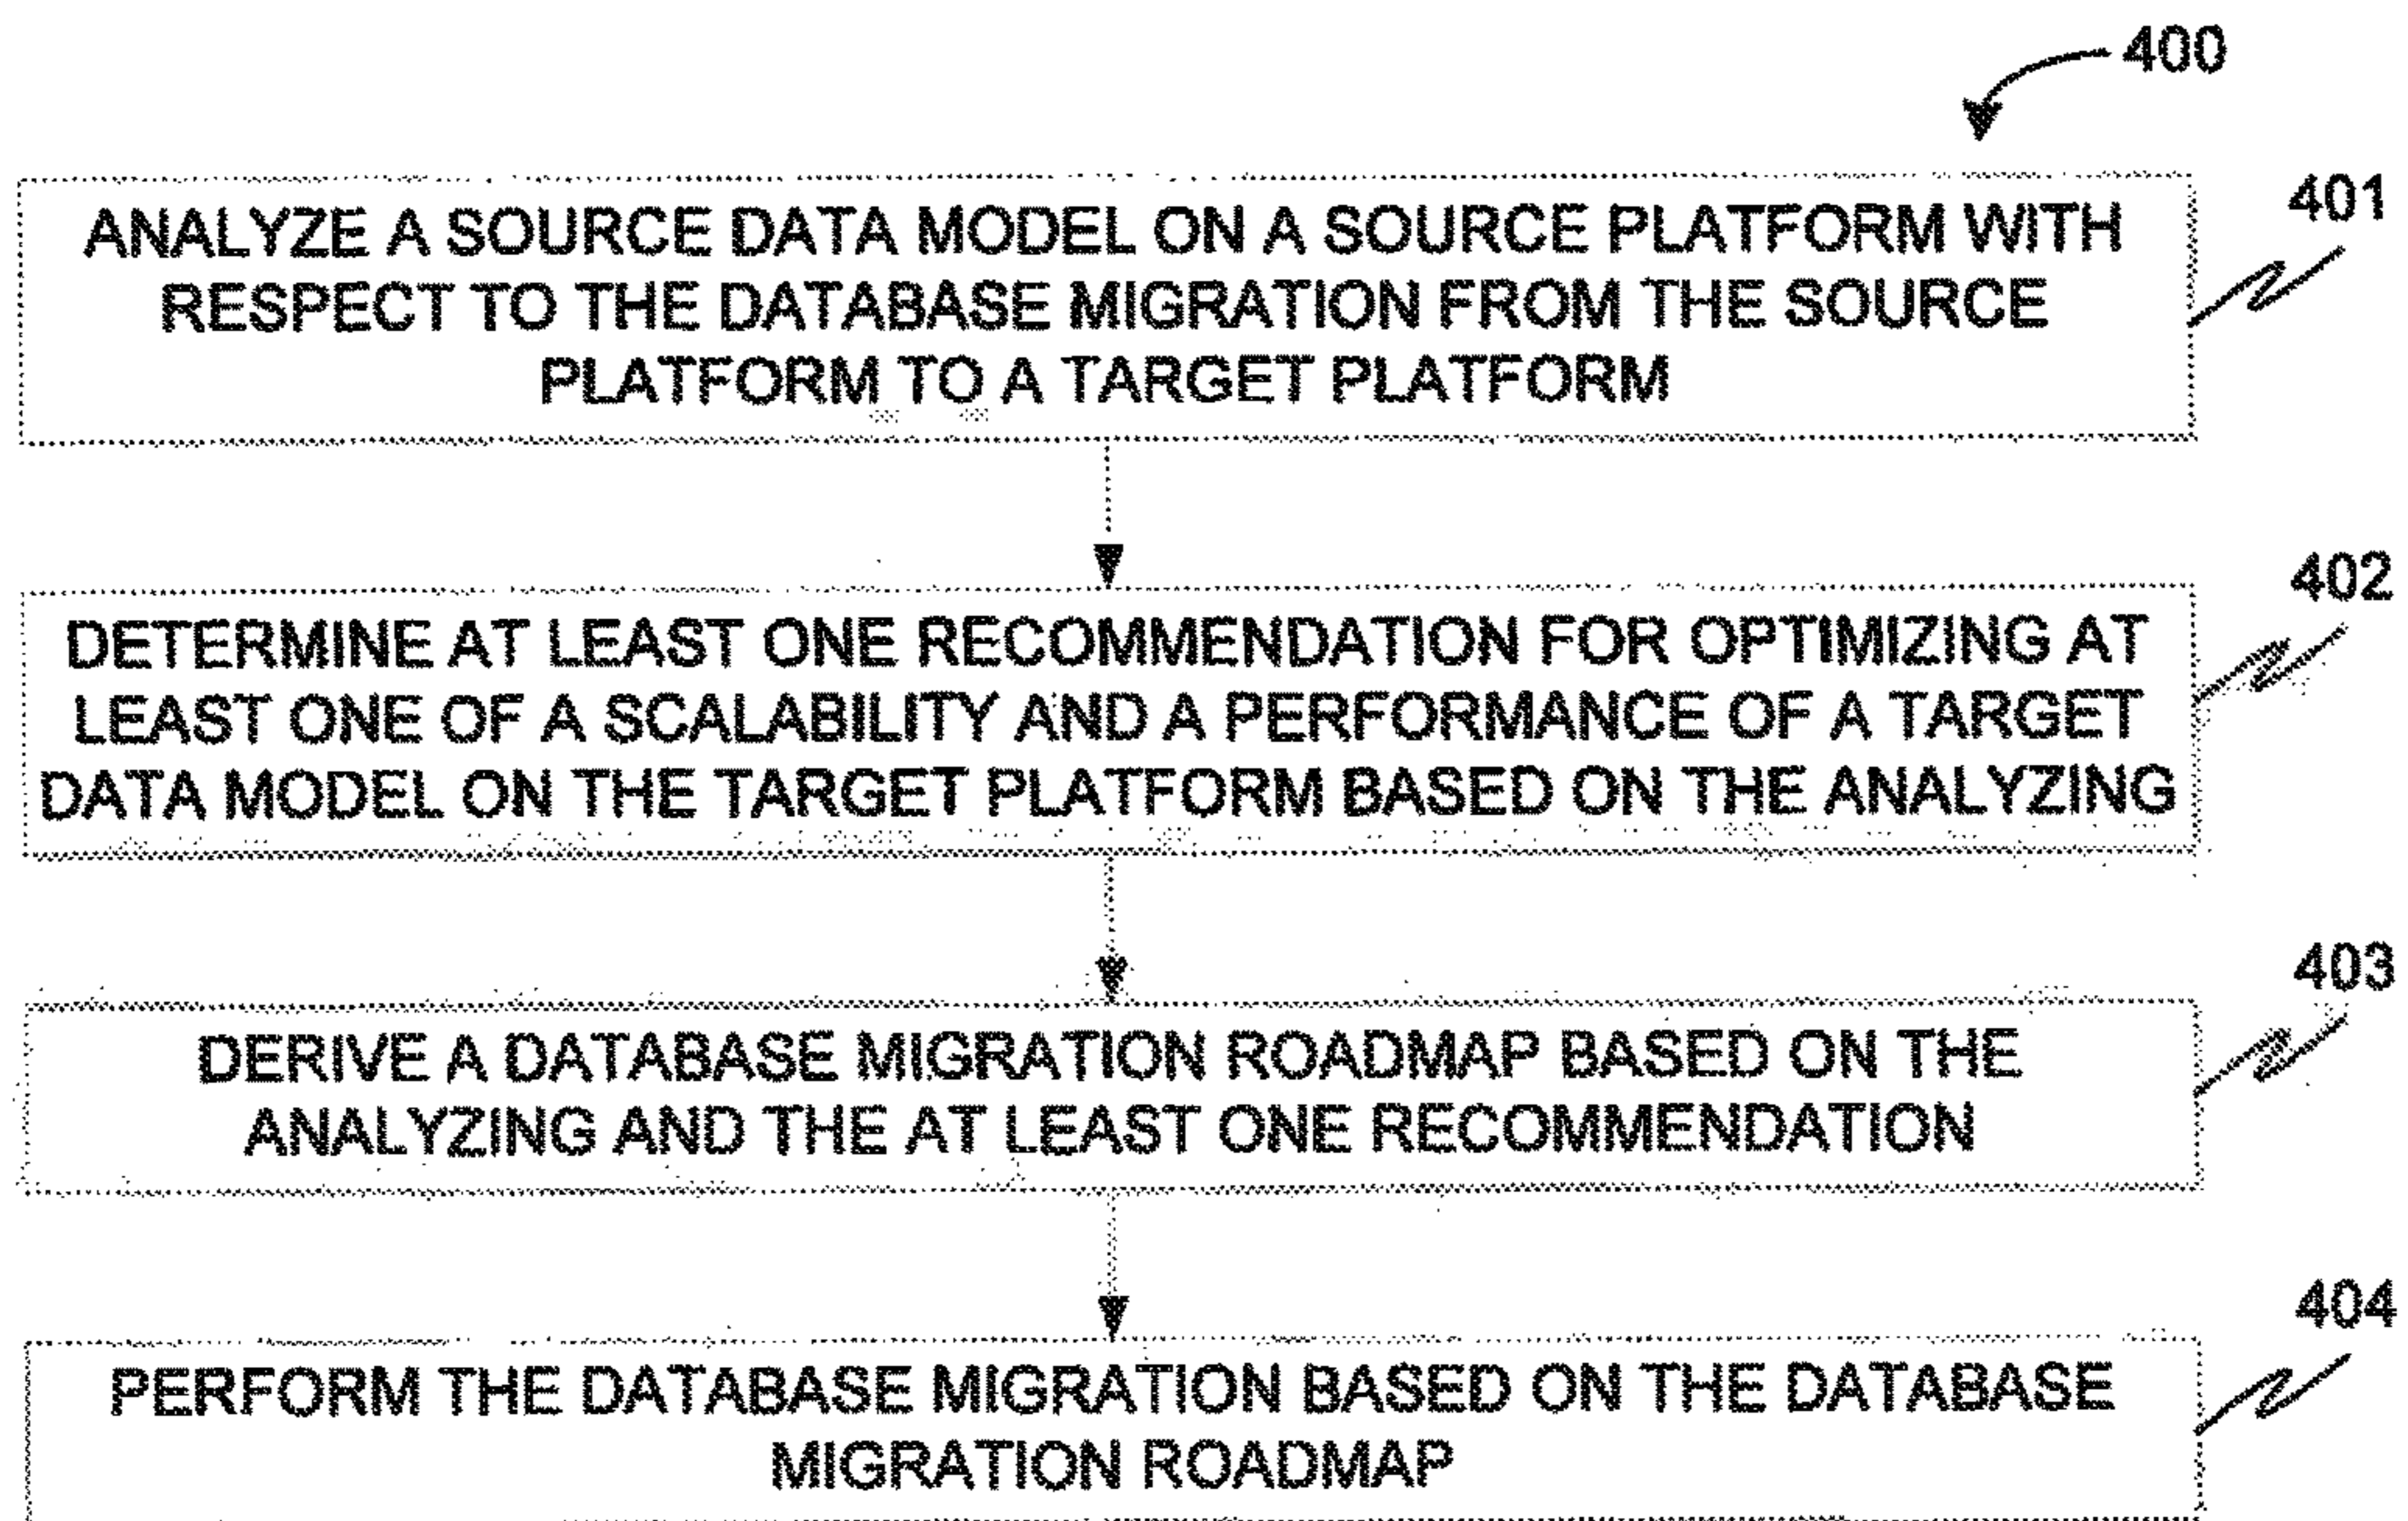 400
401
ANALYZE A SOURCE DATA MODEL ON A SOURCE PLATFORM WITH
RESPECT TO THE DATABASE MIGRATION FROM THE SOURCE
PLATFORM TO A TARGET PLATFORM
402
DETERMINE AT LEAST ONE RECOMMENDATION FOR OPTIMIZING AT
LEAST ONE OF A SCALABILITY AND A PERFORMANCE OF A TARGET
DATA MODEL ON THE TARGET PLATFORM BASED ON THE ANALYZING
403
DERIVE A DATABASE MIGRATION ROADMAP BASED ON THE
ANALYZING AND THE AT LEAST ONE RECOMMENDATION
404
PERFORM THE DATABASE MIGRATION BASED ON THE DATABASE
MIGRATION ROADMAP